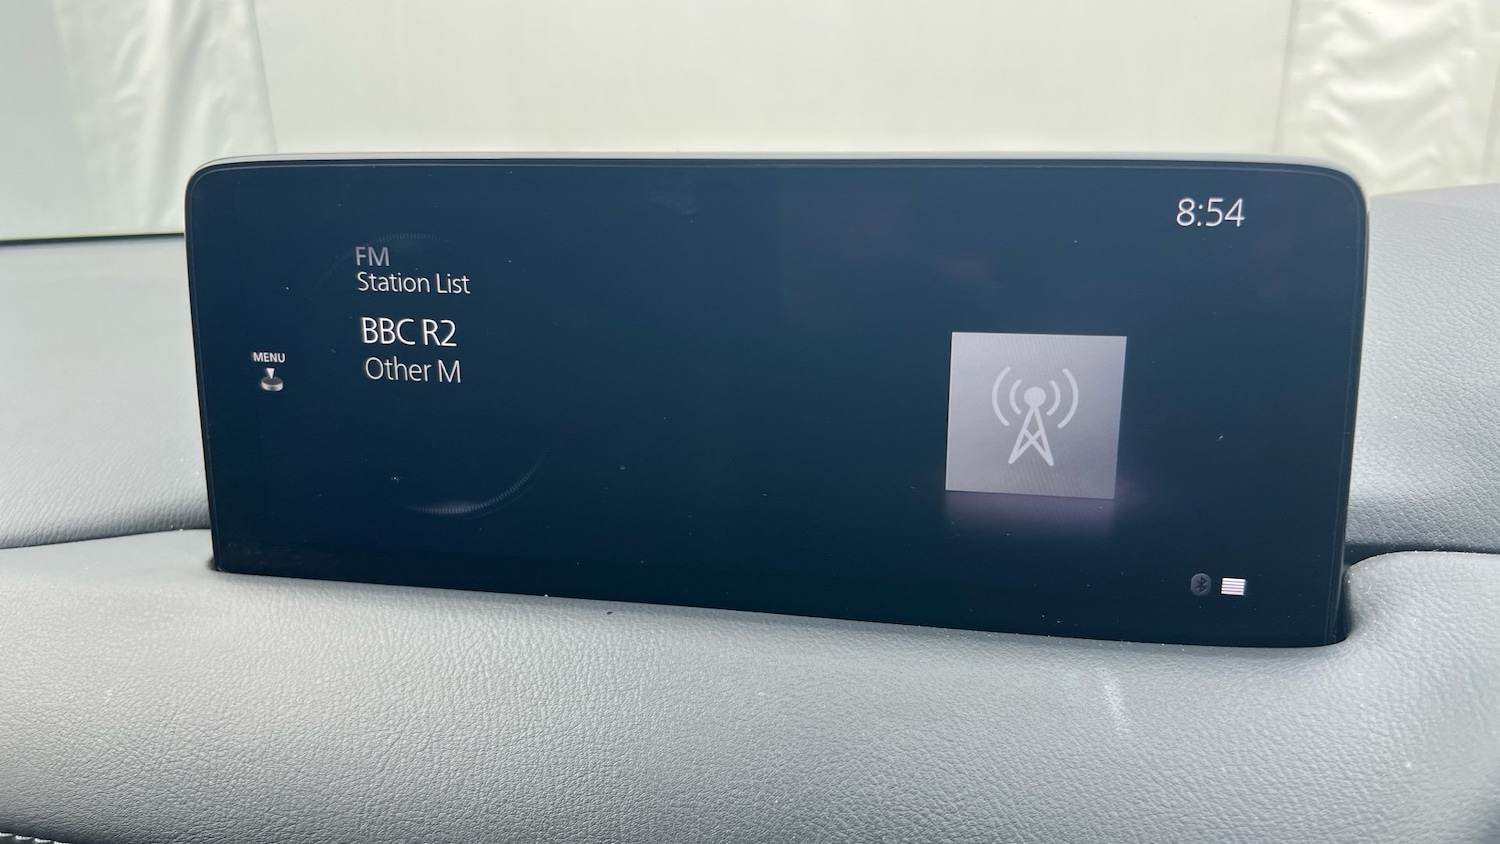 8:54
FM
Station List
BBC R2
Other M
MENU